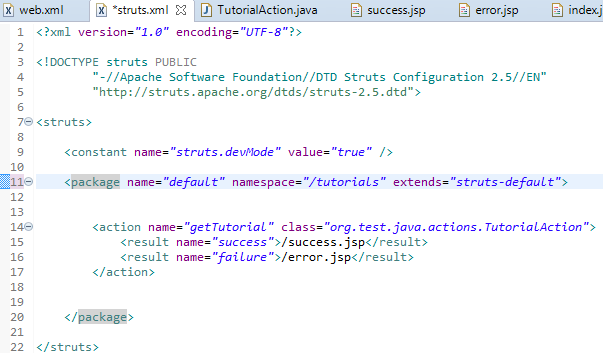 web.xml *struts.xml TutorialAction.java success.jsp error.jsp index.j
1 <?xml version="1.0" encoding="UTF-8"?>
2
3 <!DOCTYPE struts PUBLIC
4 "-//Apache Software Foundation//DTD Struts Configuration 2.5//EN"
5 "http://struts.apache.org/dtds/struts-2.5.dtd">
6
7 <struts>
8
9 <constant name="struts.devMode" value="true" />
10
11 <package name="default" namespace="/tutorials" extends="struts-default">
12
13
14 <action name="getTutorial" class="org.test.java.actions.TutorialAction">
15 <result name="success">/success.jsp</result>
16 <result name="failure">/error.jsp</result>
17 </action>
18
19
20 </package>
21
22 </struts>